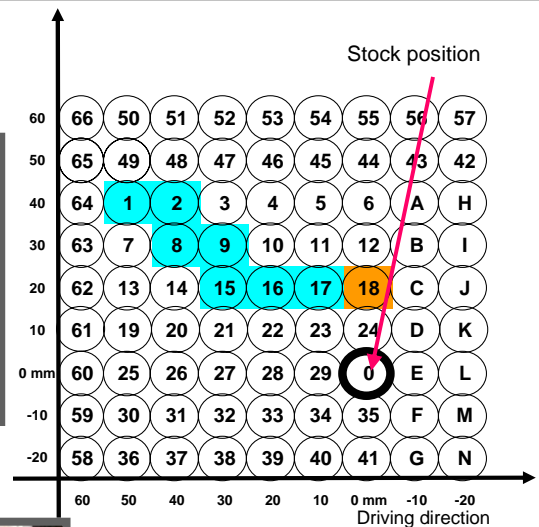 Stock position
60 66 50 51 52 53 54 55 56 57
50 65 49 48 47 46 45 44 43 42
40 64 1 2 3 4 5 6 A H
30 63 7 8 9 10 11 12 B I
20 62 13 14 15 16 17 18 C J
10 61 19 20 21 22 23 24 D K
0 mm 60 25 26 27 28 29 0 E L
-10 59 30 31 32 33 34 35 F M
-20 58 36 37 38 39 40 41 G N
60 50 40 30 20 10 0 mm -10 -20
Driving direction